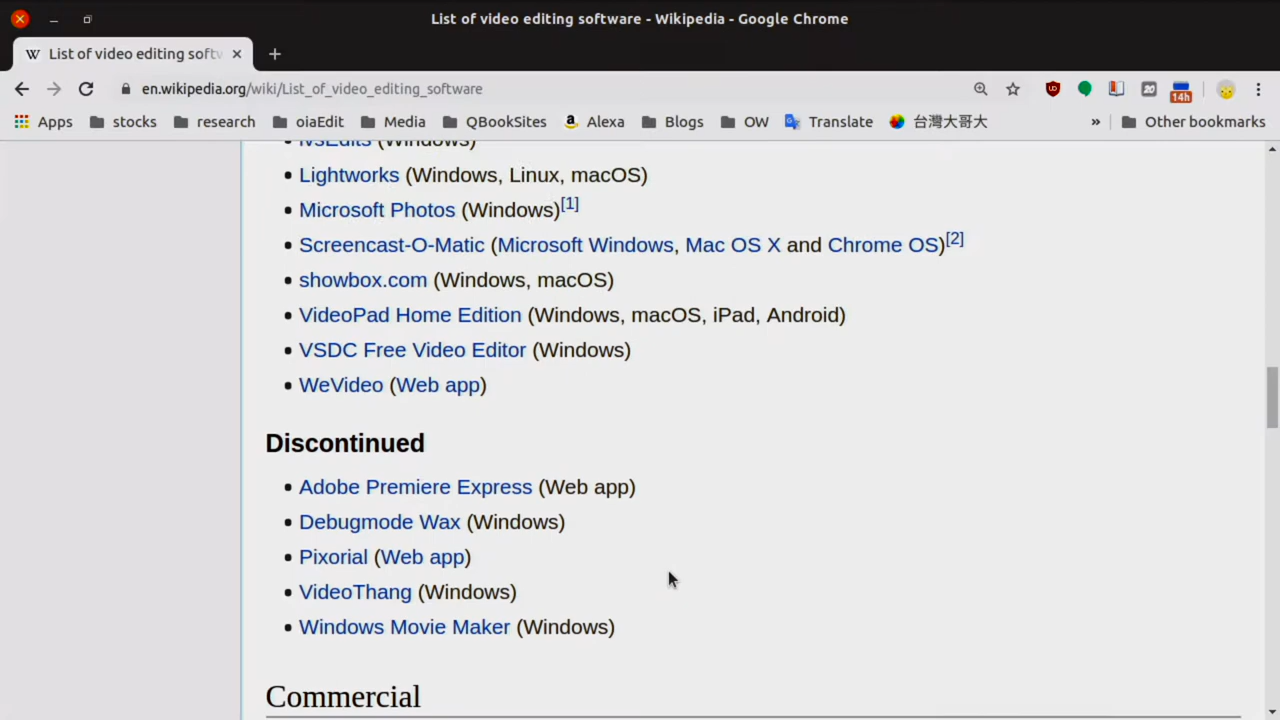 List of video editing software - Wikipedia - Google Chrome
W List of video editing softw
en.wikipedia.org/wiki/List_of_video_editing_software
14h
Apps stocks research oiaEdit Media QBookSites Alexa Blogs OW Translate 台灣大哥大 » Other bookmarks
ivsEdits (Windows)
• Lightworks (Windows, Linux, macOS)
• Microsoft Photos (Windows)[1]
• Screencast-O-Matic (Microsoft Windows, Mac OS X and Chrome OS)[2]
• showbox.com (Windows, macOS)
• VideoPad Home Edition (Windows, macOS, iPad, Android)
• VSDC Free Video Editor (Windows)
• WeVideo (Web app)
Discontinued
• Adobe Premiere Express (Web app)
• Debugmode Wax (Windows)
• Pixorial (Web app)
• VideoThang (Windows)
• Windows Movie Maker (Windows)
Commercial